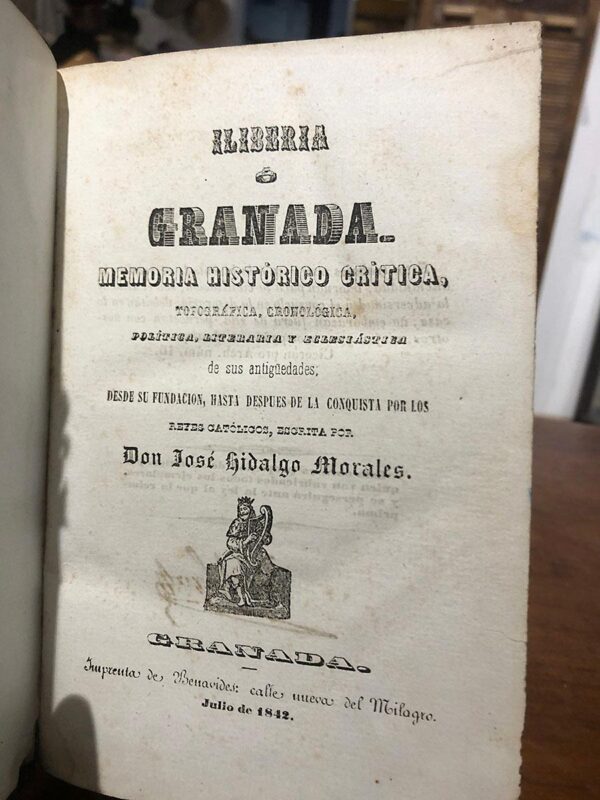 ILIBERIA
Ó
GRANADA.
MEMORIA HISTÓRICO CRÍTICA,
TOPOGRÁFICA, CRONOLÓGICA,
POLÍTICA, LITERARIA Y ECLESIÁSTICA
de sus antigüedades,
DESDE SU FUNDACION, HASTA DESPUES DE LA CONQUISTA POR LOS
REYES CATÓLICOS, ESCRITA POR
Don José Hidalgo Morales.
GRANADA.
Imprenta de Benavides: calle nueva del Milagro.
Julio de 1842.